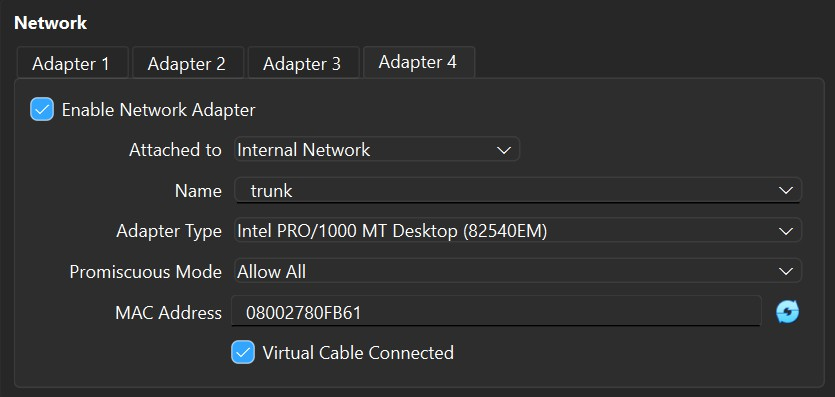 Network
Adapter 1 Adapter 2 Adapter 3 Adapter 4
Enable Network Adapter
Attached to Internal Network
Name trunk
Adapter Type Intel PRO/1000 MT Desktop (82540EM)
Promiscuous Mode Allow All
MAC Address 08002780FB61
Virtual Cable Connected